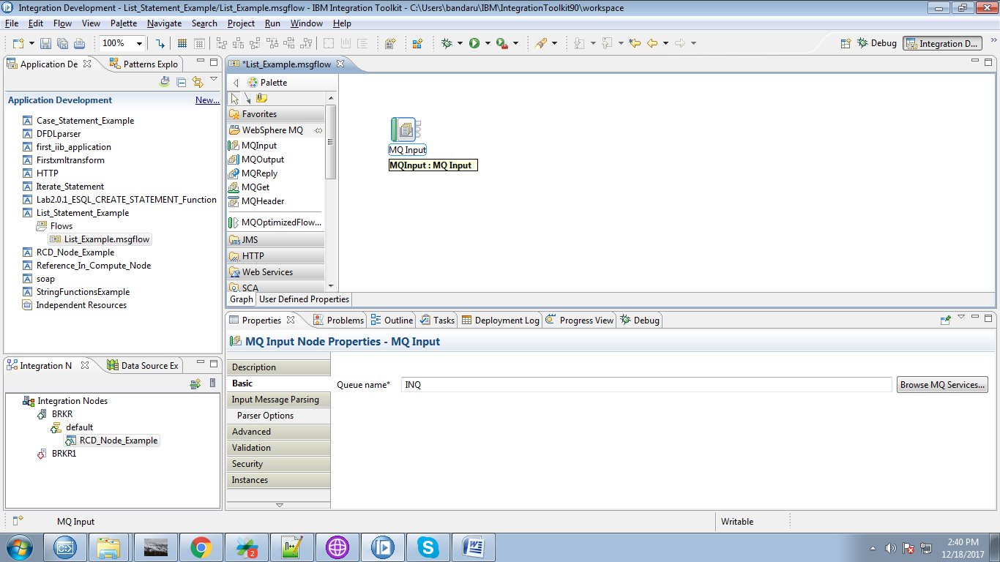 Integration Development - List_Statement_Example/List_Example.msgflow - IBM Integration Toolkit - C:\Users\bandaru\IBM\IntegrationToolkit90\workspace
File Edit Flow View Palette Navigate Search Project Run Window Help
100%
Debug
Integration D...
Application De
Patterns Explo
Application Development
New...
Case_Statement_Example
DFDLparser
first_iib_application
Firstxmltransform
HTTP
Iterate_Statement
Lab2.0.1_ESQL_CREATE_STATEMENT_Function
List_Statement_Example
Flows
List_Example.msgflow
RCD_Node_Example
Reference_In_Compute_Node
soap
StringFunctionsExample
Independent Resources
Integration N
Data Source Ex
Integration Nodes
BRKR
default
RCD_Node_Example
BRKR1
*List_Example.msgflow
Palette
Favorites
WebSphere MQ
MQInput
MQOutput
MQReply
MQGet
MQHeader
MQOptimizedFlow...
JMS
HTTP
Web Services
SCA
MQ Input
MQInput : MQ Input
Graph User Defined Properties
Properties Problems Outline Tasks Deployment Log Progress View Debug
MQ Input Node Properties - MQ Input
Description
Basic
Input Message Parsing
Parser Options
Advanced
Validation
Security
Instances
Queue name* INQ Browse MQ Services...
MQ Input
Writable
2
2:40 PM
12/18/2017